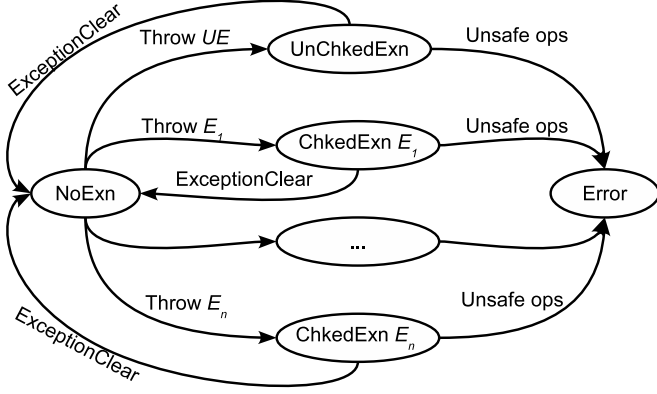 ExceptionClear
Throw UE
UnChkedExn
Unsafe ops
Throw E₁
ChkedExn E₁
Unsafe ops
ExceptionClear
NoExn
Error
...
Throw Eₙ
ChkedExn Eₙ
Unsafe ops
ExceptionClear